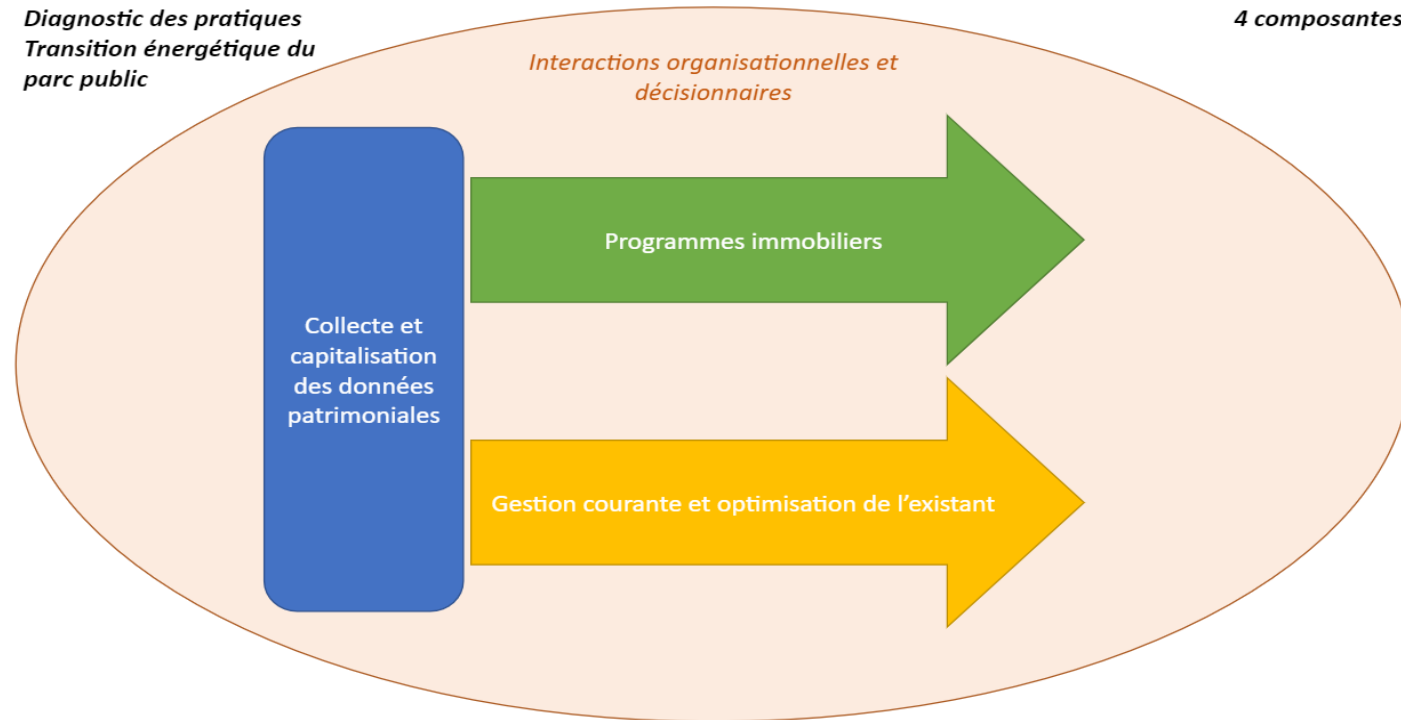 Diagnostic des pratiques
Transition énergétique du
parc public
4 composantes
Interactions organisationnelles et
décisionnaires
Programmes immobiliers
Collecte et
capitalisation
des données
patrimoniales
Gestion courante et optimisation de l'existant